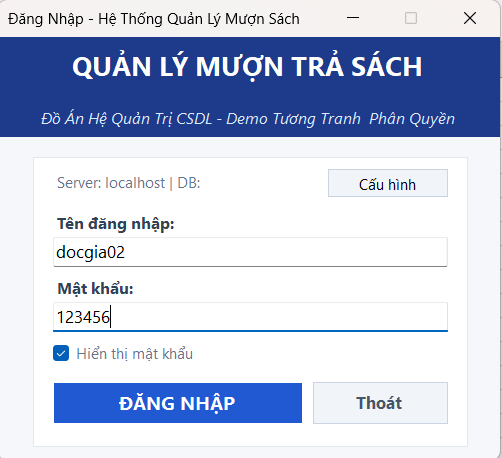 Đăng Nhập - Hệ Thống Quản Lý Mượn Sách
QUẢN LÝ MƯỢN TRẢ SÁCH
Đồ Án Hệ Quản Trị CSDL - Demo Tương Tranh  Phân Quyền
Server: localhost | DB:
Cấu hình
Tên đăng nhập:
docgia02
Mật khẩu:
123456
Hiển thị mật khẩu
ĐĂNG NHẬP
Thoát